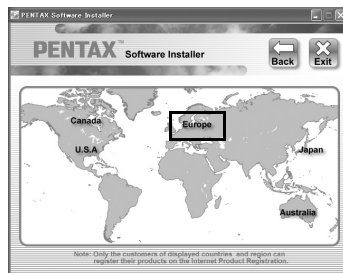 PENTAX Software Installer
PENTAX™ Software Installer
Back
Exit
Canada
Europe
U.S.A
Japan
Australia
Note: Only the customers of displayed countries and region can
register their products on the Internet Product Registration.